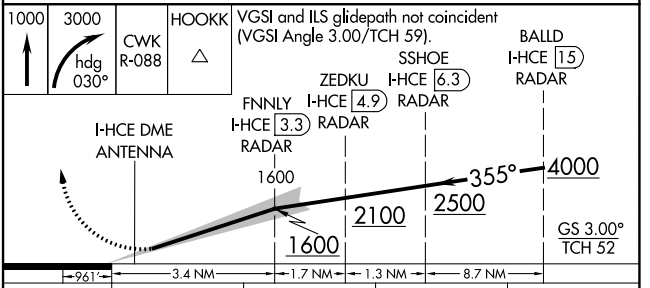 1000
3000
hdg
030°
CWK
R-088
HOOKK
VGSI and ILS glidepath not coincident
(VGSI Angle 3.00/TCH 59).
BALLD
I-HCE 15
RADAR
SSHOE
I-HCE 6.3
RADAR
ZEDKU
I-HCE 4.9
RADAR
FNNLY
I-HCE 3.3
RADAR
I-HCE DME
ANTENNA
1600
355°
4000
2500
2100
1600
GS 3.00°
TCH 52
961'
3.4 NM
1.7 NM
1.3 NM
8.7 NM